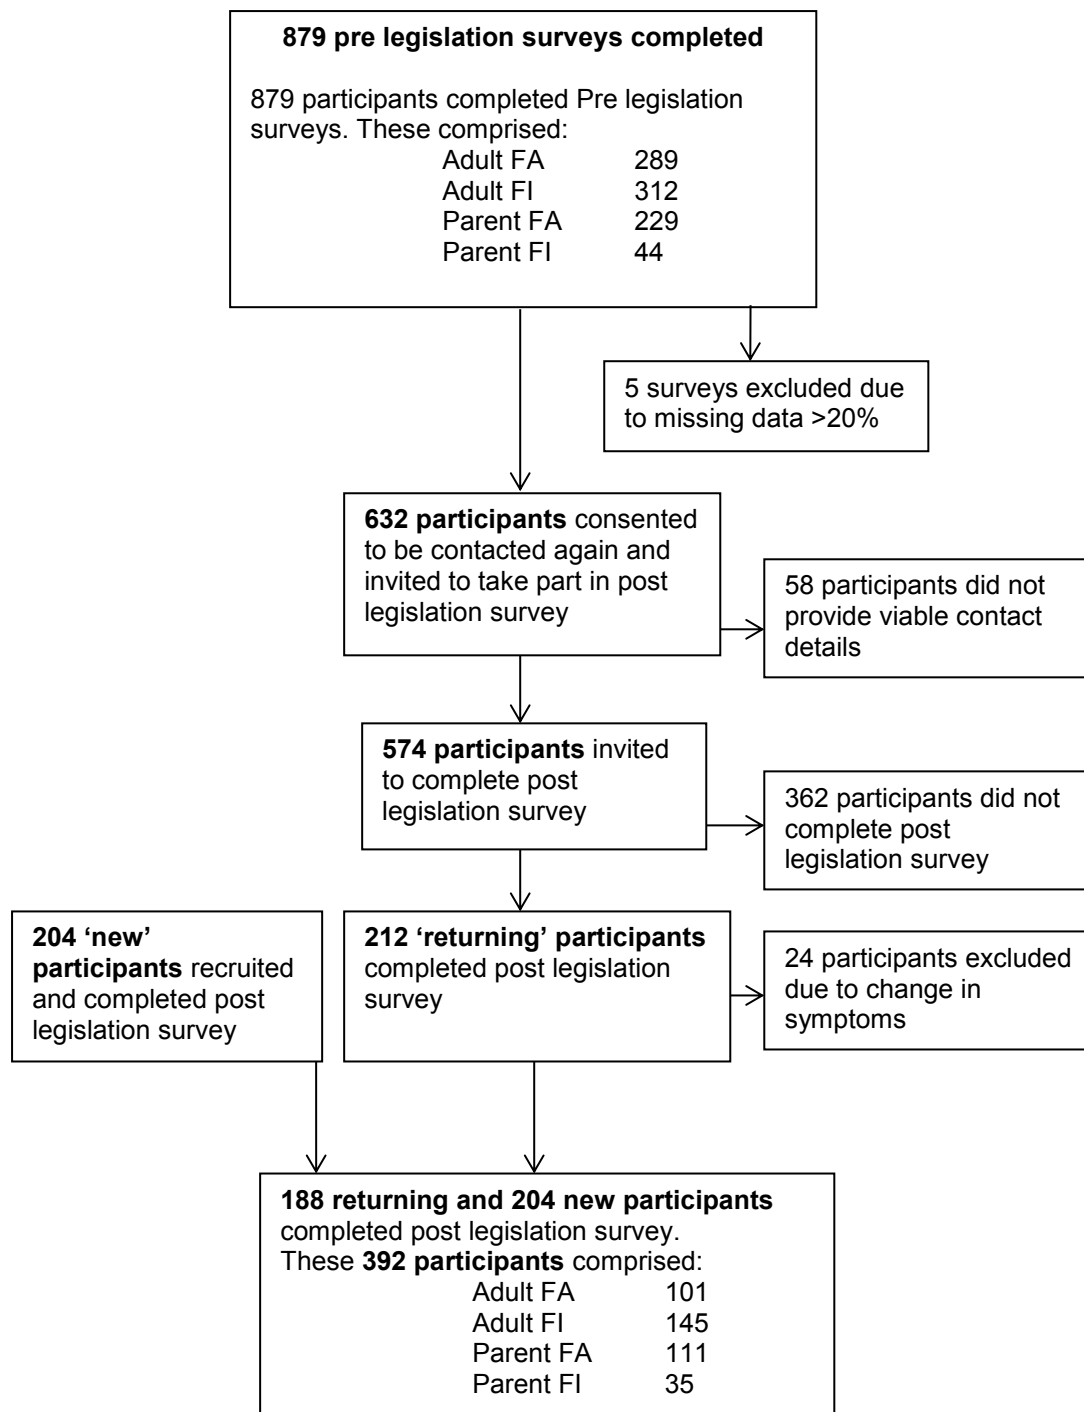 879 pre legislation surveys completed
879 participants completed Pre legislation
surveys. These comprised:
Adult FA 289
Adult FI 312
Parent FA 229
Parent FI 44
5 surveys excluded due
to missing data >20%
632 participants consented
to be contacted again and
invited to take part in post
legislation survey
58 participants did not
provide viable contact
details
574 participants invited
to complete post
legislation survey
362 participants did not
complete post
legislation survey
204 ‘new’
participants recruited
and completed post
legislation survey
212 ‘returning’ participants
completed post legislation
survey
24 participants excluded
due to change in
symptoms
188 returning and 204 new participants
completed post legislation survey.
These 392 participants comprised:
Adult FA 101
Adult FI 145
Parent FA 111
Parent FI 35